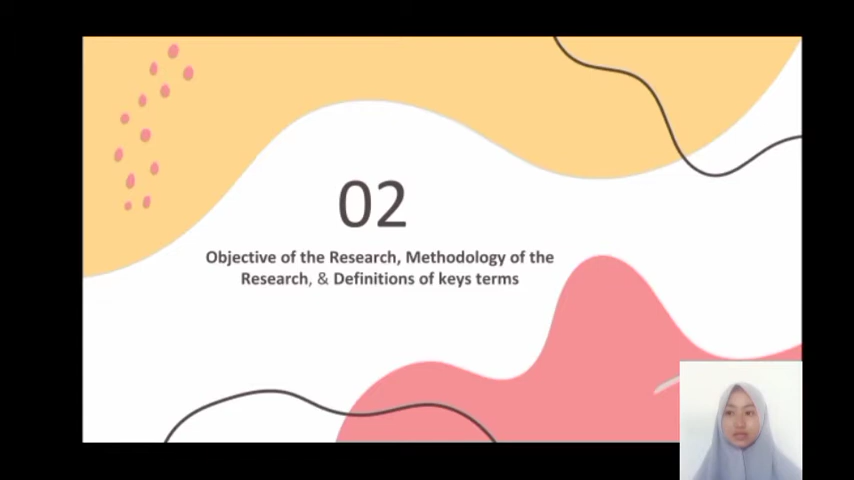 02
Objective of the Research, Methodology of the
Research, & Definitions of keys terms